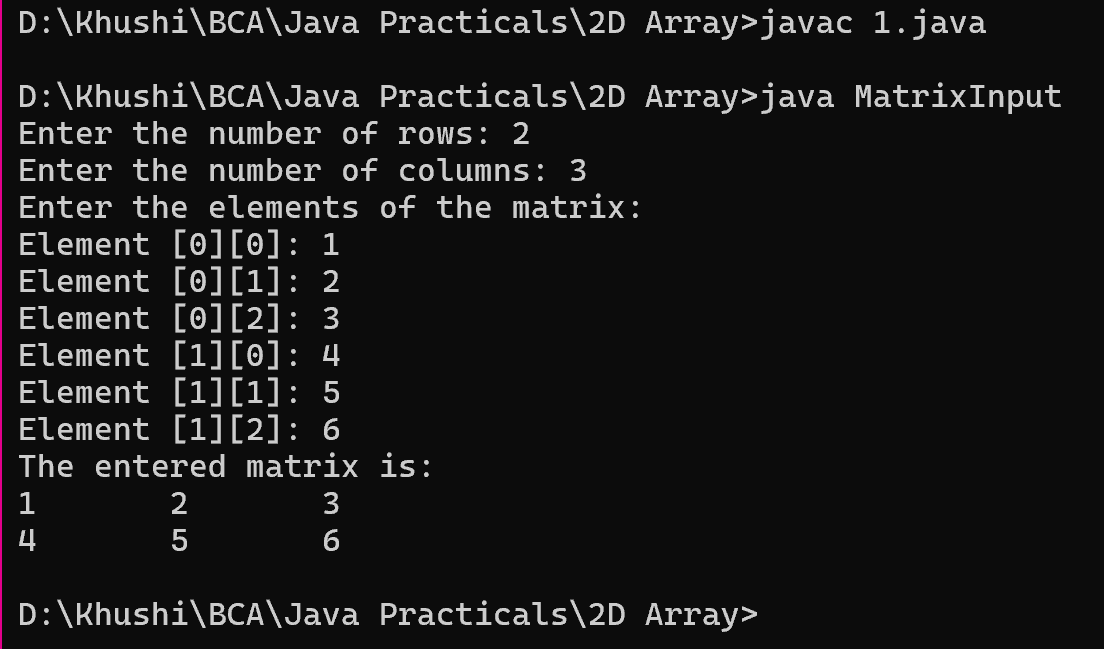 D:\Khushi\BCA\Java Practicals\2D Array>javac 1.java
D:\Khushi\BCA\Java Practicals\2D Array>java MatrixInput
Enter the number of rows: 2
Enter the number of columns: 3
Enter the elements of the matrix:
Element [0][0]: 1
Element [0][1]: 2
Element [0][2]: 3
Element [1][0]: 4
Element [1][1]: 5
Element [1][2]: 6
The entered matrix is:
1	2	3
4	5	6
D:\Khushi\BCA\Java Practicals\2D Array>